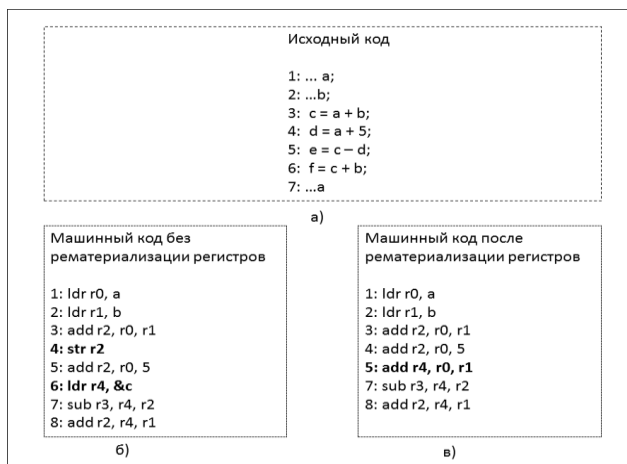 Исходный код
1: ... a;
2: ...b;
3: c = a + b;
4: d = a + 5;
5: e = c – d;
6: f = c + b;
7: ...a
а)
Машинный код без
рематериализации регистров
1: ldr r0, a
2: ldr r1, b
3: add r2, r0, r1
4: str r2
5: add r2, r0, 5
6: ldr r4, &c
7: sub r3, r4, r2
8: add r2, r4, r1
б)
Машинный код после
рематериализации регистров
1: ldr r0, a
2: ldr r1, b
3: add r2, r0, r1
4: add r2, r0, 5
5: add r4, r0, r1
7: sub r3, r4, r2
8: add r2, r4, r1
в)